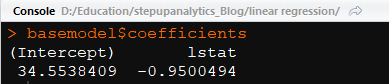 Console D:/Education/stepupanalytics_Blog/linear regression/
> basemodel$coefficients
(Intercept) lstat
34.5538409 -0.9500494